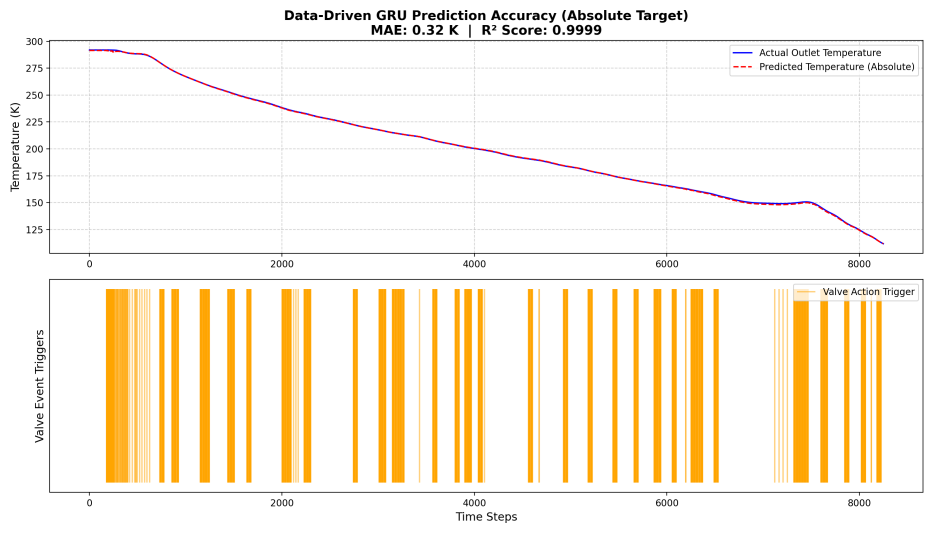 Data-Driven GRU Prediction Accuracy (Absolute Target)
MAE: 0.32 K | R² Score: 0.9999
Temperature (K)
300
275
250
225
200
175
150
125
Actual Outlet Temperature
Predicted Temperature (Absolute)
0 2000 4000 6000 8000
Valve Event Triggers
Valve Action Trigger
0 2000 4000 6000 8000
Time Steps